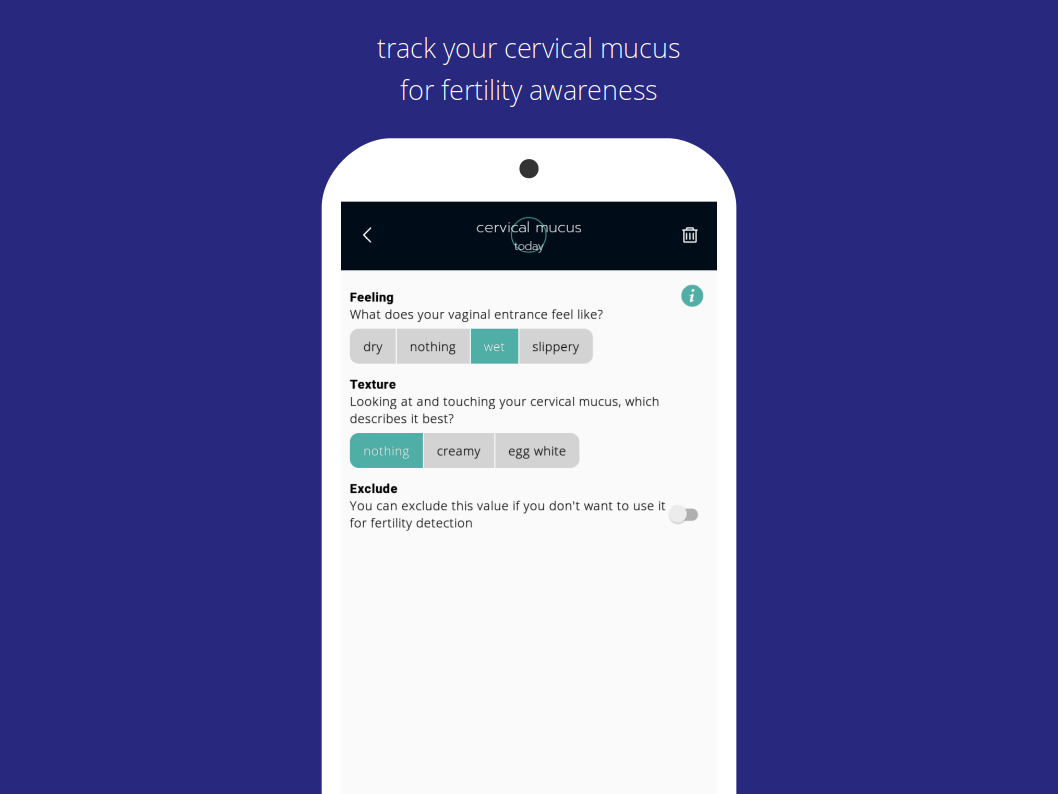 track your cervical mucus
for fertility awareness
cervical mucus
today
Feeling
What does your vaginal entrance feel like?
dry nothing wet slippery
Texture
Looking at and touching your cervical mucus, which
describes it best?
nothing creamy egg white
Exclude
You can exclude this value if you don't want to use it
for fertility detection